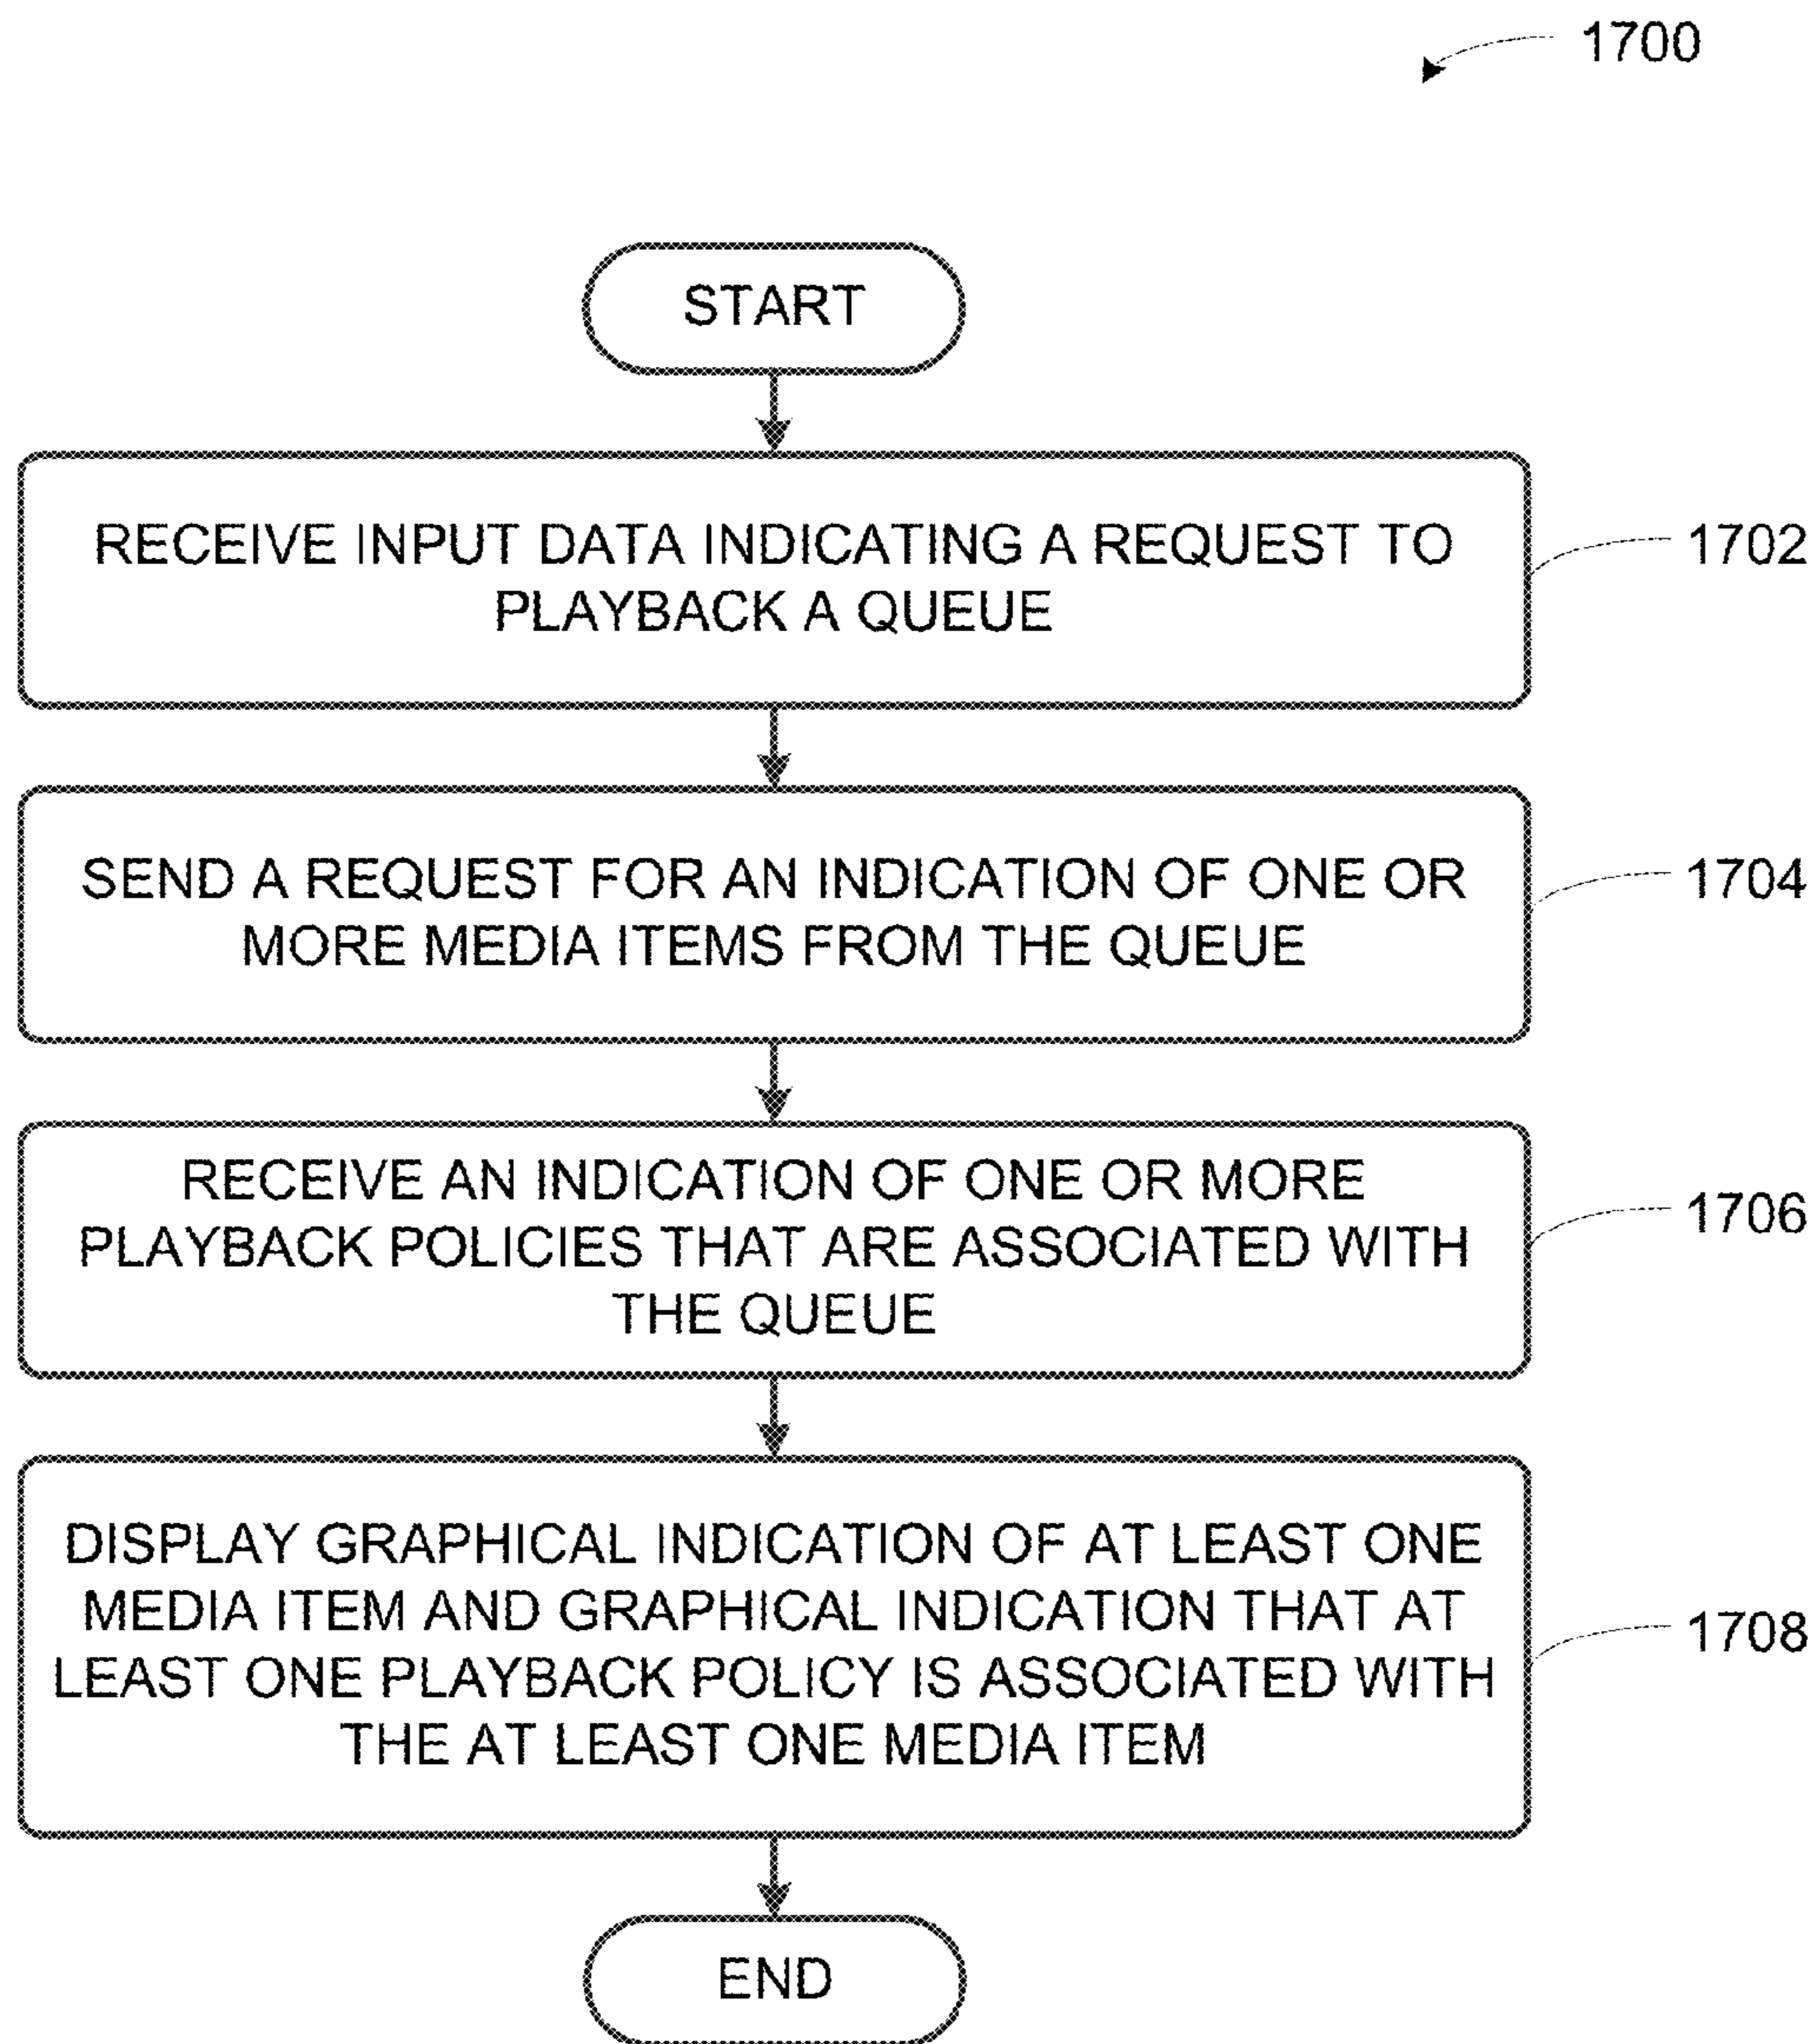 1700
START
RECEIVE INPUT DATA INDICATING A REQUEST TO
PLAYBACK A QUEUE
1702
SEND A REQUEST FOR AN INDICATION OF ONE OR
MORE MEDIA ITEMS FROM THE QUEUE
1704
RECEIVE AN INDICATION OF ONE OR MORE
PLAYBACK POLICIES THAT ARE ASSOCIATED WITH
THE QUEUE
1706
DISPLAY GRAPHICAL INDICATION OF AT LEAST ONE
MEDIA ITEM AND GRAPHICAL INDICATION THAT AT
LEAST ONE PLAYBACK POLICY IS ASSOCIATED WITH
THE AT LEAST ONE MEDIA ITEM
1708
END